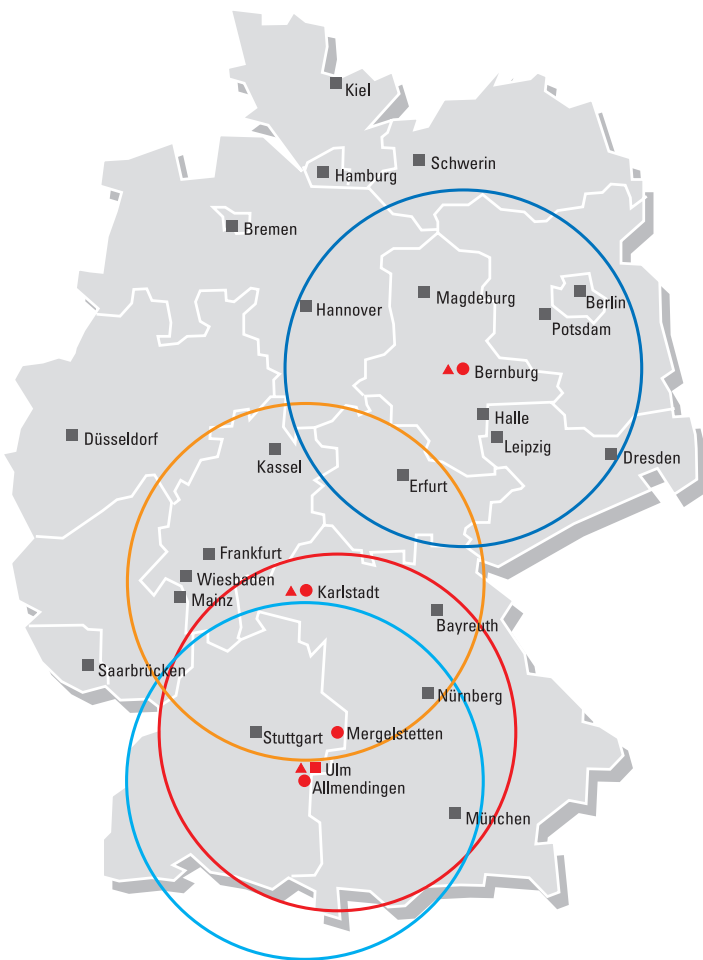 Kiel
Schwerin
Hamburg
Bremen
Magdeburg
Berlin
Hannover
Potsdam
Bernburg
Halle
Düsseldorf
Leipzig
Kassel
Dresden
Erfurt
Frankfurt
Wiesbaden
Karlstadt
Mainz
Bayreuth
Saarbrücken
Nürnberg
Stuttgart
Mergelstetten
Ulm
Allmendingen
München